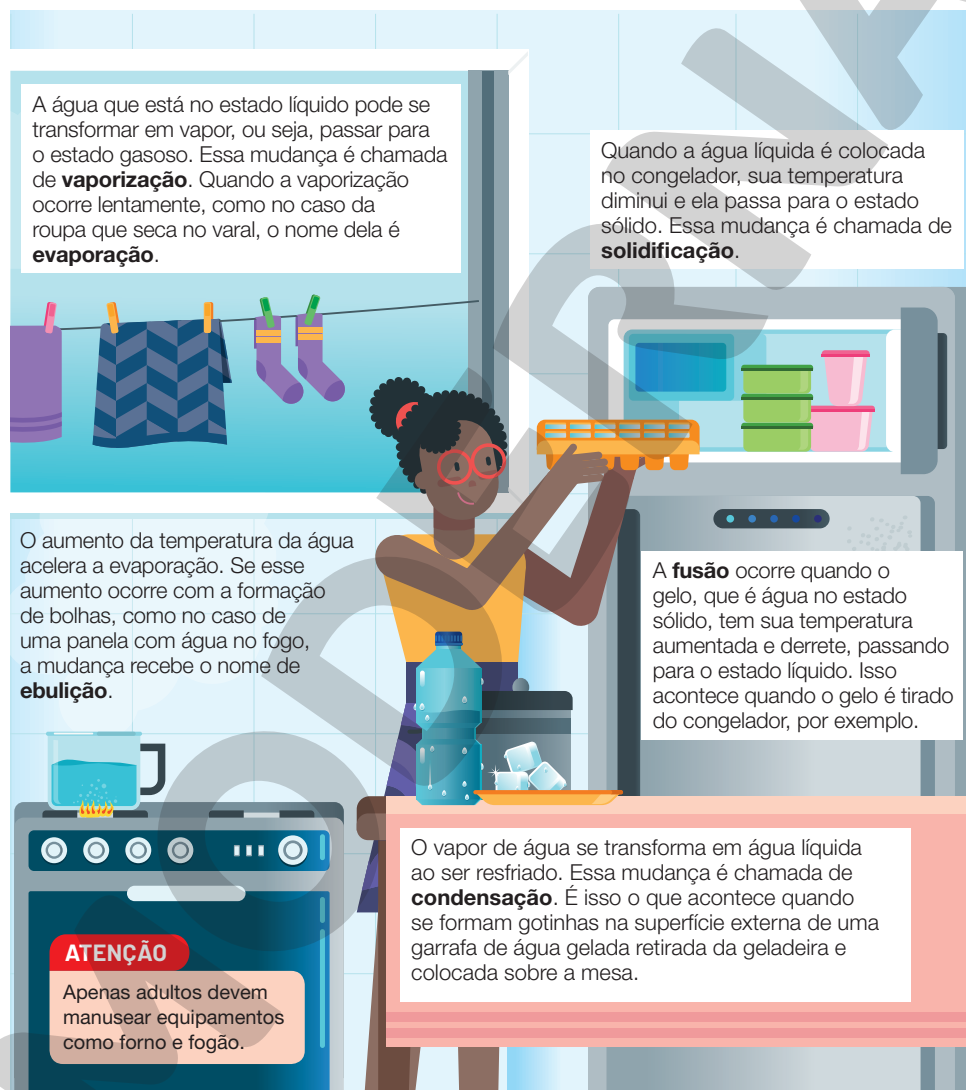 A água que está no estado líquido pode se
transformar em vapor, ou seja, passar para
o estado gasoso. Essa mudança é chamada
de vaporização. Quando a vaporização
ocorre lentamente, como no caso da
roupa que seca no varal, o nome dela é
evaporação.
Quando a água líquida é colocada
no congelador, sua temperatura
diminui e ela passa para o estado
sólido. Essa mudança é chamada de
solidificação.
O aumento da temperatura da água
acelera a evaporação. Se esse
aumento ocorre com a formação
de bolhas, como no caso de
uma panela com água no fogo,
a mudança recebe o nome de
ebulição.
A fusão ocorre quando o
gelo, que é água no estado
sólido, tem sua temperatura
aumentada e derrete, passando
para o estado líquido. Isso
acontece quando o gelo é tirado
do congelador, por exemplo.
O vapor de água se transforma em água líquida
ao ser resfriado. Essa mudança é chamada de
condensação. É isso o que acontece quando
se formam gotinhas na superfície externa de uma
garrafa de água gelada retirada da geladeira e
colocada sobre a mesa.
ATENÇÃO
Apenas adultos devem
manusear equipamentos
como forno e fogão.